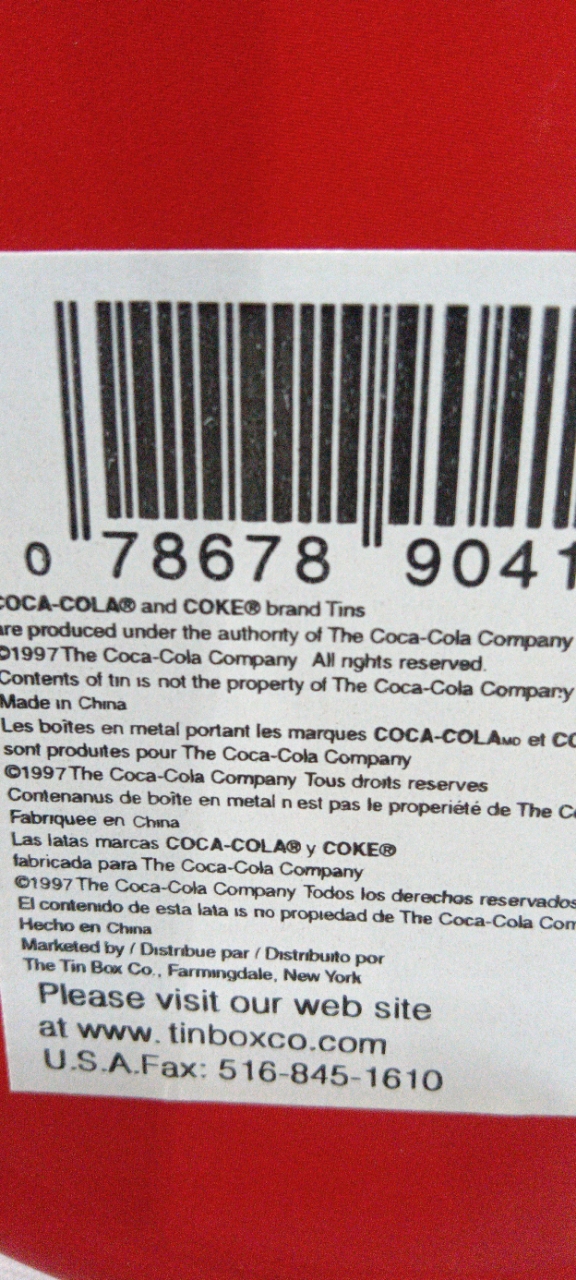 0 78678 9041
COCA-COLA® and COKE® brand Tins
are produced under the authority of The Coca-Cola Company
©1997 The Coca-Cola Company All rights reserved.
Contents of tin is not the property of The Coca-Cola Company
Made in China
Les boîtes en metal portant les marques COCA-COLAMD et CO
sont produites pour The Coca-Cola Company
©1997 The Coca-Cola Company Tous droits reserves
Contenanus de boîte en metal n est pas le properiété de The C
Fabriquee en China
Las latas marcas COCA-COLA® y COKE®
fabricada para The Coca-Cola Company
©1997 The Coca-Cola Company Todos los derechos reservados
El contenido de esta lata is no propiedad de The Coca-Cola Com
Hecho en China
Marketed by / Distribue par / Distribuito por
The Tin Box Co., Farmingdale, New York
Please visit our web site
at www. tinboxco.com
U.S.A.Fax: 516-845-1610